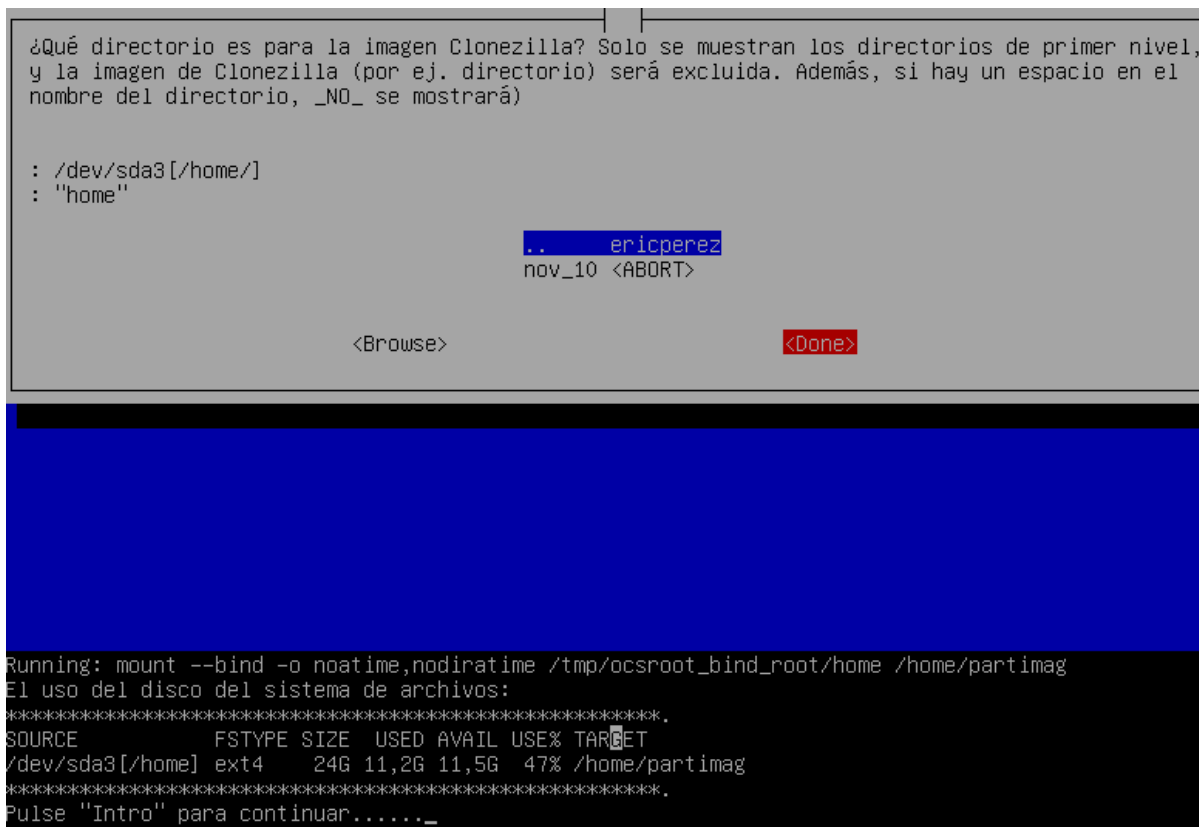 ¿Qué directorio es para la imagen Clonezilla? Solo se muestran los directorios de primer nivel,
y la imagen de Clonezilla (por ej. directorio) será excluida. Además, si hay un espacio en el
nombre del directorio, _NO_ se mostrará)
: /dev/sda3[/home/]
: "home"
.. ericperez
nov_10 <ABORT>
<Browse> <Done>
Running: mount --bind -o noatime,nodiratime /tmp/ocsroot_bind_root/home /home/partimag
El uso del disco del sistema de archivos:
*******************************************************.
SOURCE FSTYPE SIZE USED AVAIL USE% TARGET
/dev/sda3[/home] ext4 24G 11,2G 11,5G 47% /home/partimag
*******************************************************.
Pulse "Intro" para continuar......_